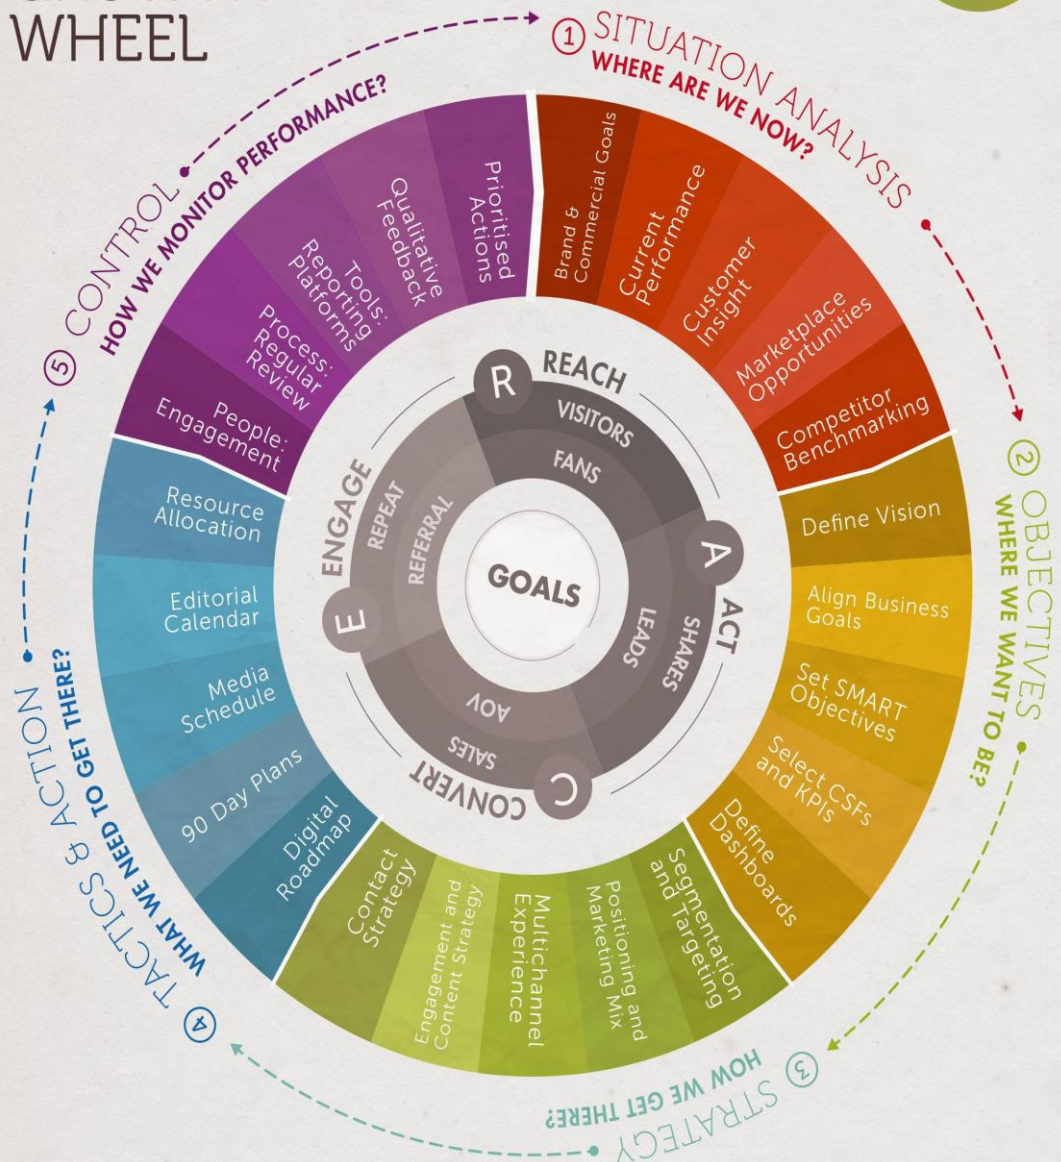 WHEEL
① SITUATION ANALYSIS
WHERE ARE WE NOW?
Brand &
Commercial Goals
Current
Performance
Customer
Insight
Marketplace
Opportunities
Competitor
Benchmarking
② OBJECTIVES
WHERE WE WANT TO BE?
Define Vision
Align Business
Goals
Set SMART
Objectives
Select CSFs
and KPIs
Define
Dashboards
③ STRATEGY
HOW WE GET THERE?
Segmentation
and Targeting
Positioning and
Marketing Mix
Multichannel
Experience
Engagement and
Content Strategy
Contact
Strategy
④ TACTICS & ACTION
WHAT WE NEED TO GET THERE?
Digital
Roadmap
90 Day Plans
Media
Schedule
Editorial
Calendar
Resource
Allocation
⑤ CONTROL
HOW WE MONITOR PERFORMANCE?
People:
Engagement
Process:
Regular
Review
Tools:
Reporting
Platforms
Qualitative
Feedback
Prioritised
Actions
R
REACH
VISITORS
FANS
A
ACT
SHARES
LEADS
C
CONVERT
SALES
AOV
E
ENGAGE
REPEAT
REFERRAL
GOALS